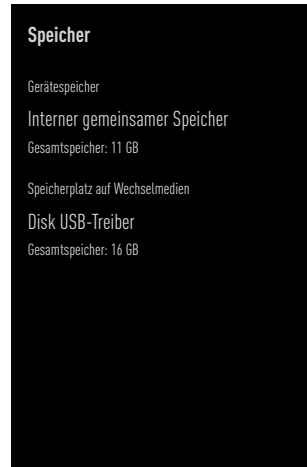 Speicher
Gerätespeicher
Interner gemeinsamer Speicher
Gesamtspeicher: 11 GB
Speicherplatz auf Wechselmedien
Disk USB-Treiber
Gesamtspeicher: 16 GB